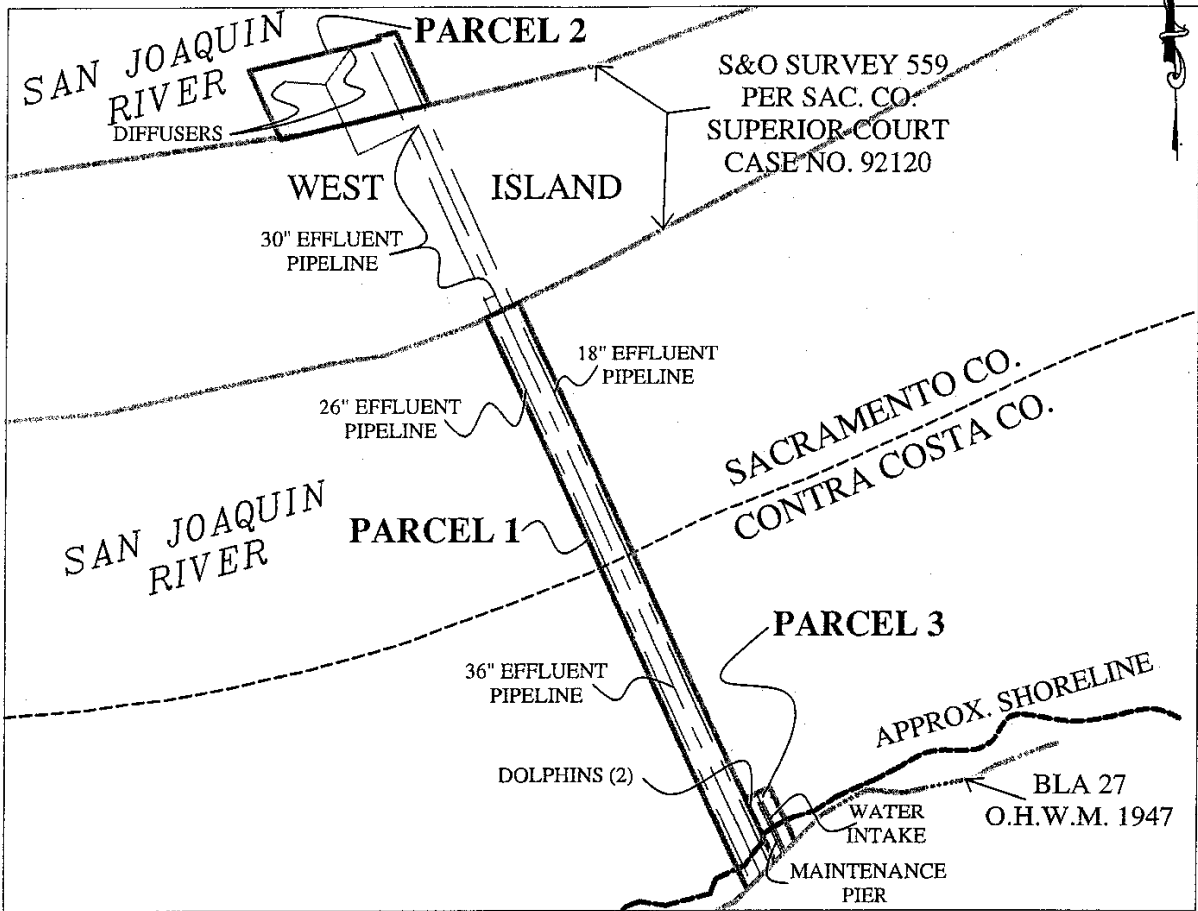 PARCEL 2
SAN JOAQUIN
RIVER
DIFFUSERS
S&O SURVEY 559
PER SAC. CO.
SUPERIOR COURT
CASE NO. 92120
WEST ISLAND
30" EFFLUENT
PIPELINE
18" EFFLUENT
PIPELINE
26" EFFLUENT
PIPELINE
SACRAMENTO CO.
CONTRA COSTA CO.
SAN JOAQUIN
RIVER
PARCEL 1
PARCEL 3
36" EFFLUENT
PIPELINE
APPROX. SHORELINE
DOLPHINS (2)
BLA 27
O.H.W.M. 1947
WATER
INTAKE
MAINTENANCE
PIER